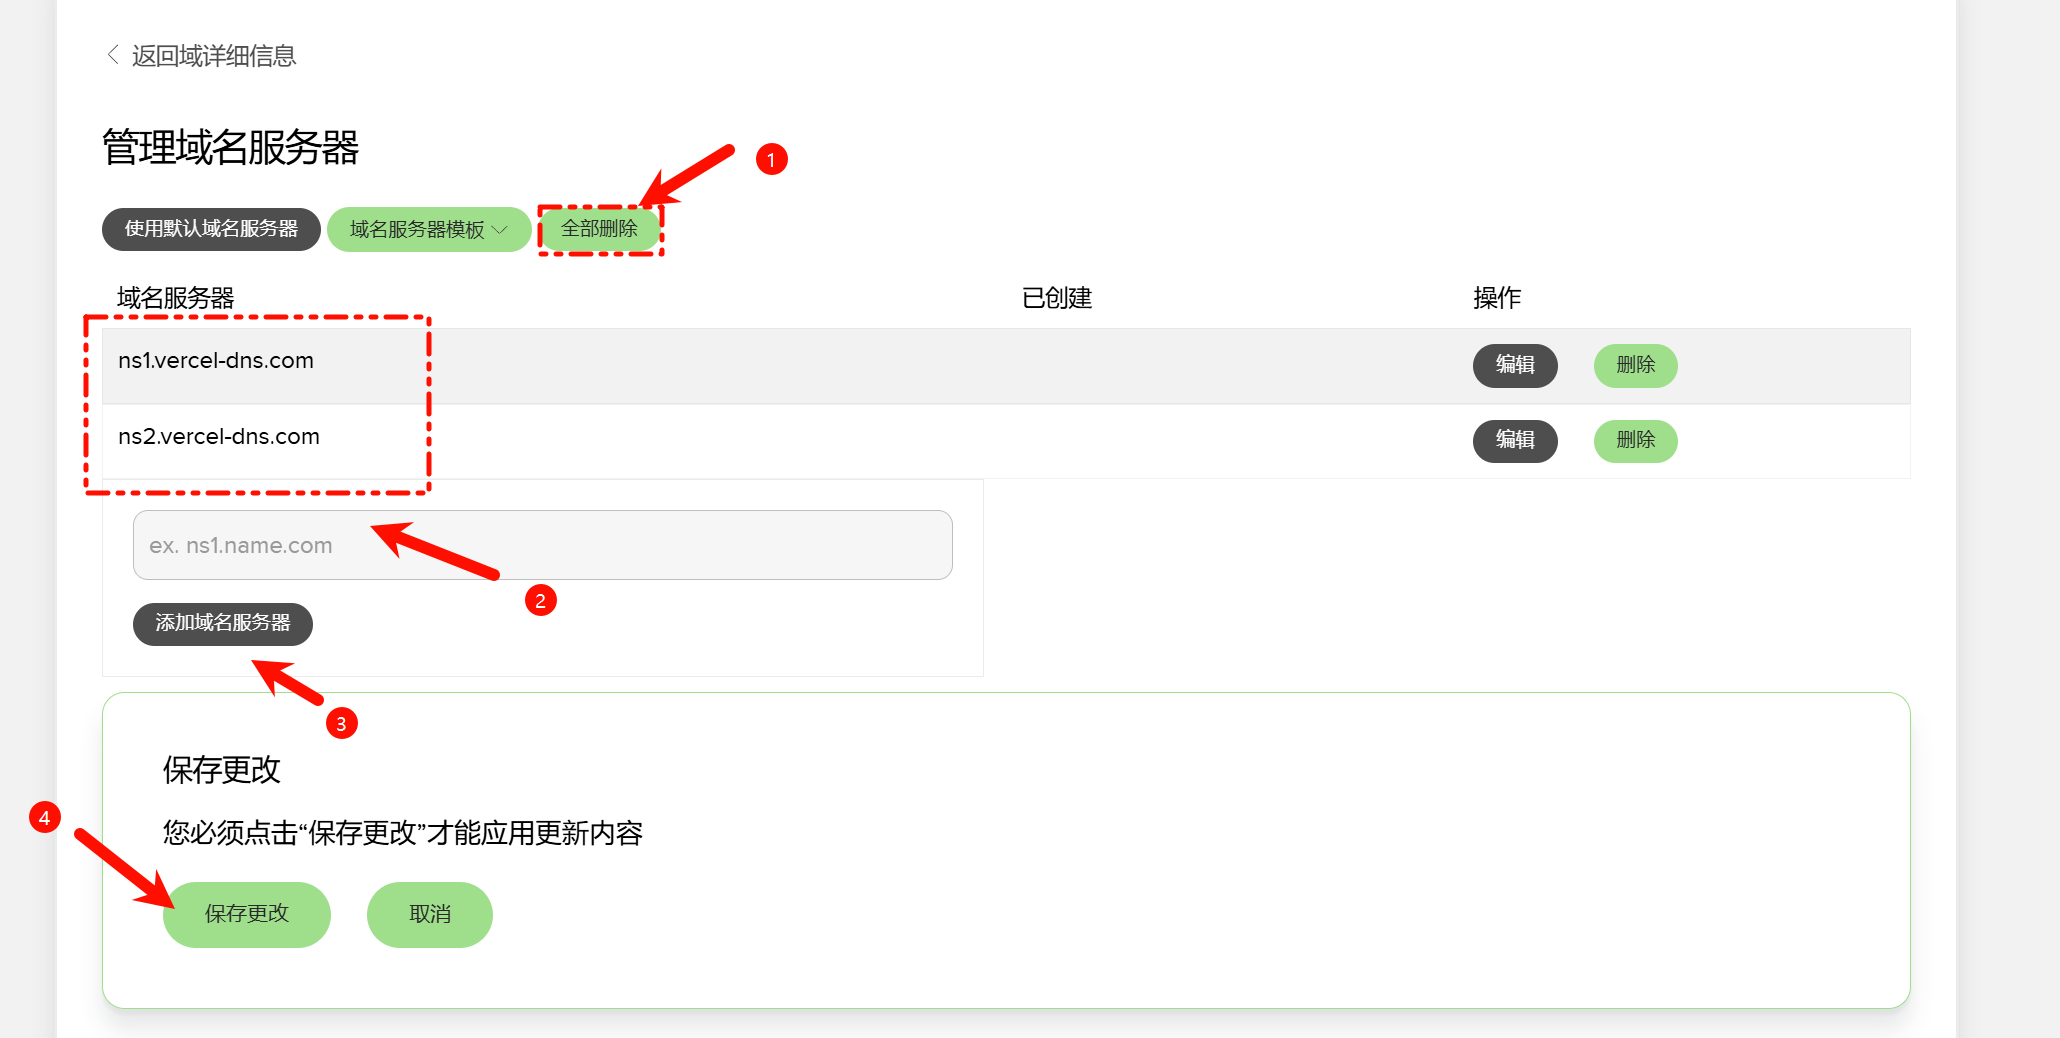 返回域详细信息
管理域名服务器
1
使用默认域名服务器 域名服务器模板 全部删除
域名服务器 已创建 操作
ns1.vercel-dns.com 编辑 删除
ns2.vercel-dns.com 编辑 删除
ex. ns1.name.com
2
添加域名服务器
3
保存更改
4
您必须点击“保存更改”才能应用更新内容
保存更改 取消